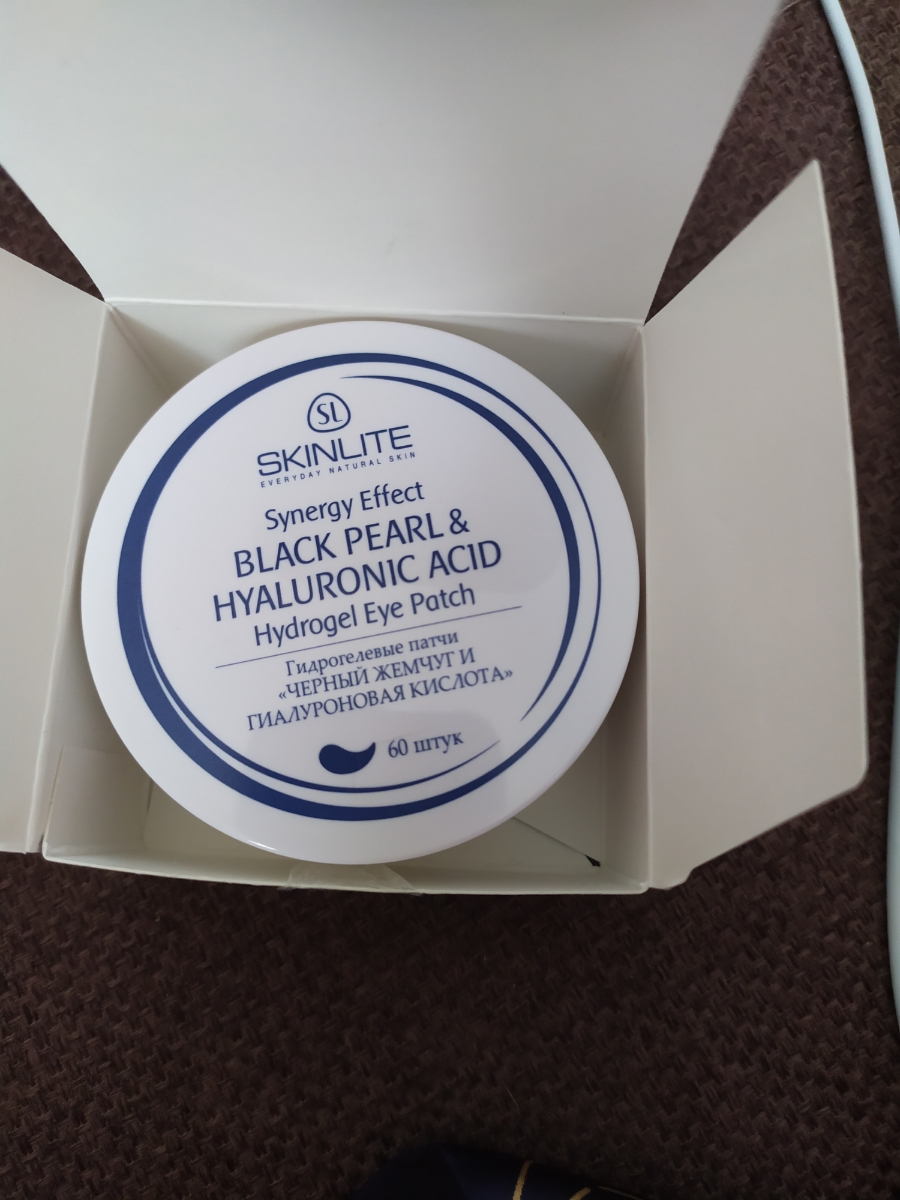 SL
SKINLITE
EVERYDAY NATURAL SKIN
Synergy Effect
BLACK PEARL &
HYALURONIC ACID
Hydrogel Eye Patch
Гидрогелевые патчи
«ЧЕРНЫЙ ЖЕМЧУГ И
ГИАЛУРОНОВАЯ КИСЛОТА»
60 штук